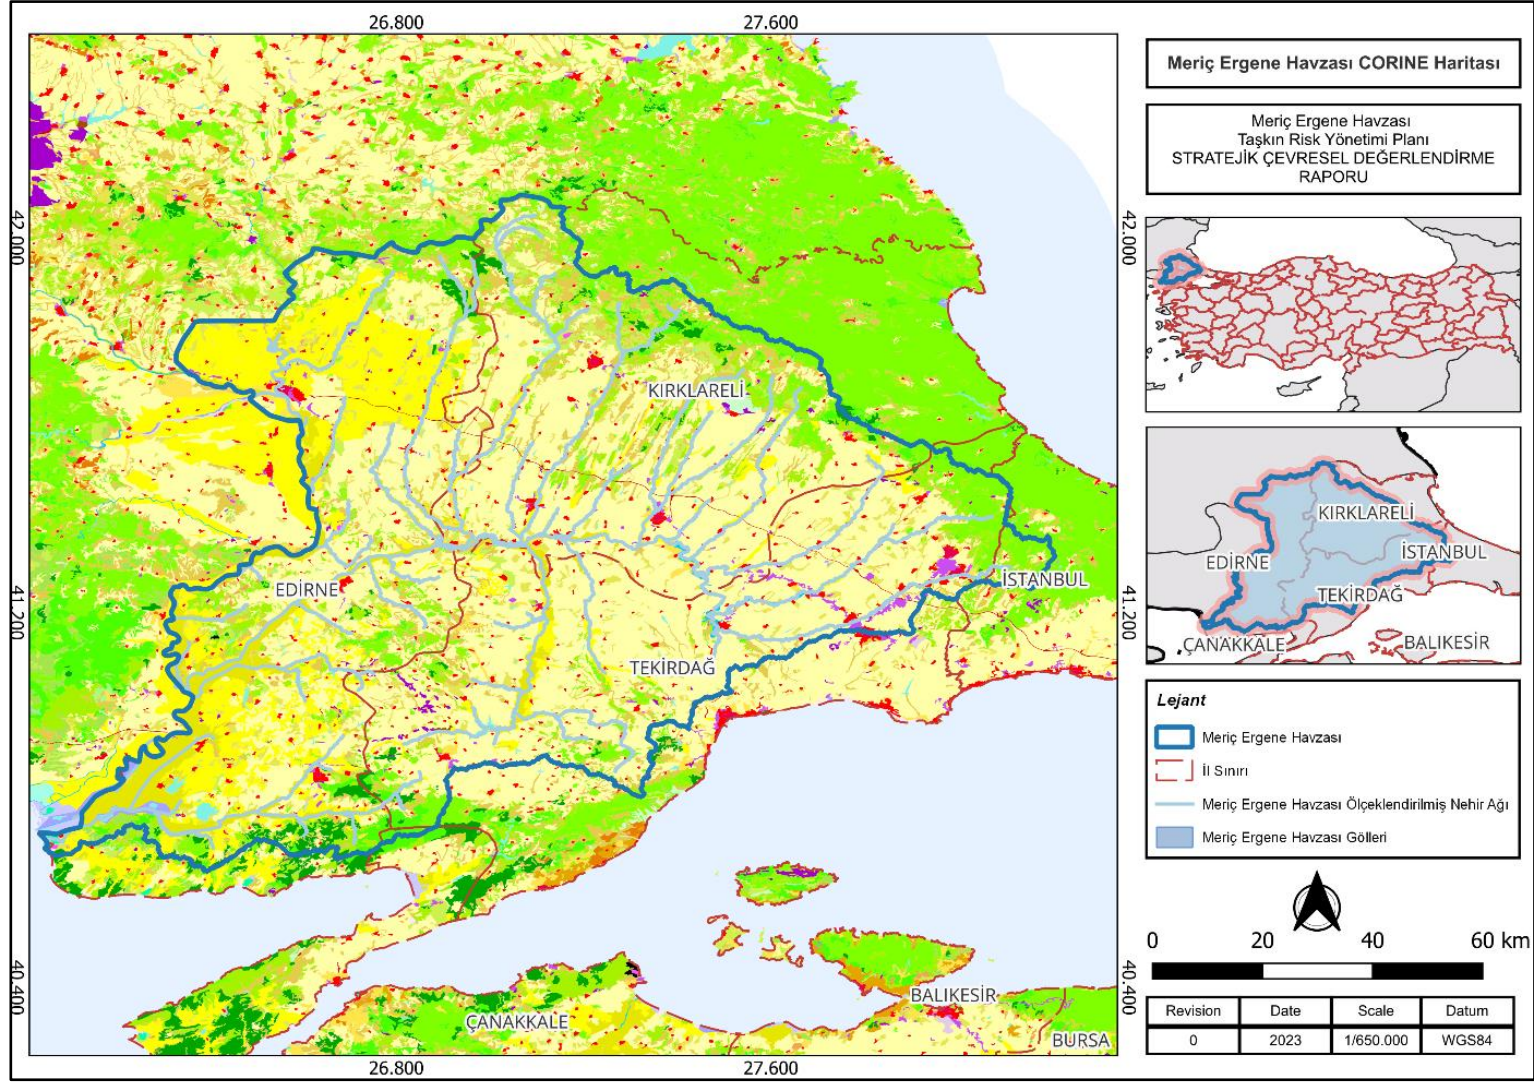 26.800
27.600
42.000
41.200
40.400
KIRKLARELİ
EDİRNE
İSTANBUL
TEKİRDAĞ
BALIKESİR
ÇANAKKALE
BURSA
42.000
41.200
40.400
26.800
27.600
Meriç Ergene Havzası CORINE Haritası
Meriç Ergene Havzası
Taşkın Risk Yönetimi Planı
STRATEJİK ÇEVRESEL DEĞERLENDİRME
RAPORU
KIRKLARELİ
İSTANBUL
EDİRNE
TEKİRDAĞ
ÇANAKKALE
BALIKESİR
Lejant
Meriç Ergene Havzası
İl Sınırı
Meriç Ergene Havzası Ölçeklendirilmiş Nehir Ağı
Meriç Ergene Havzası Gölleri
0 20 40 60 km
Revision Date Scale Datum
0 2023 1/650.000 WGS84